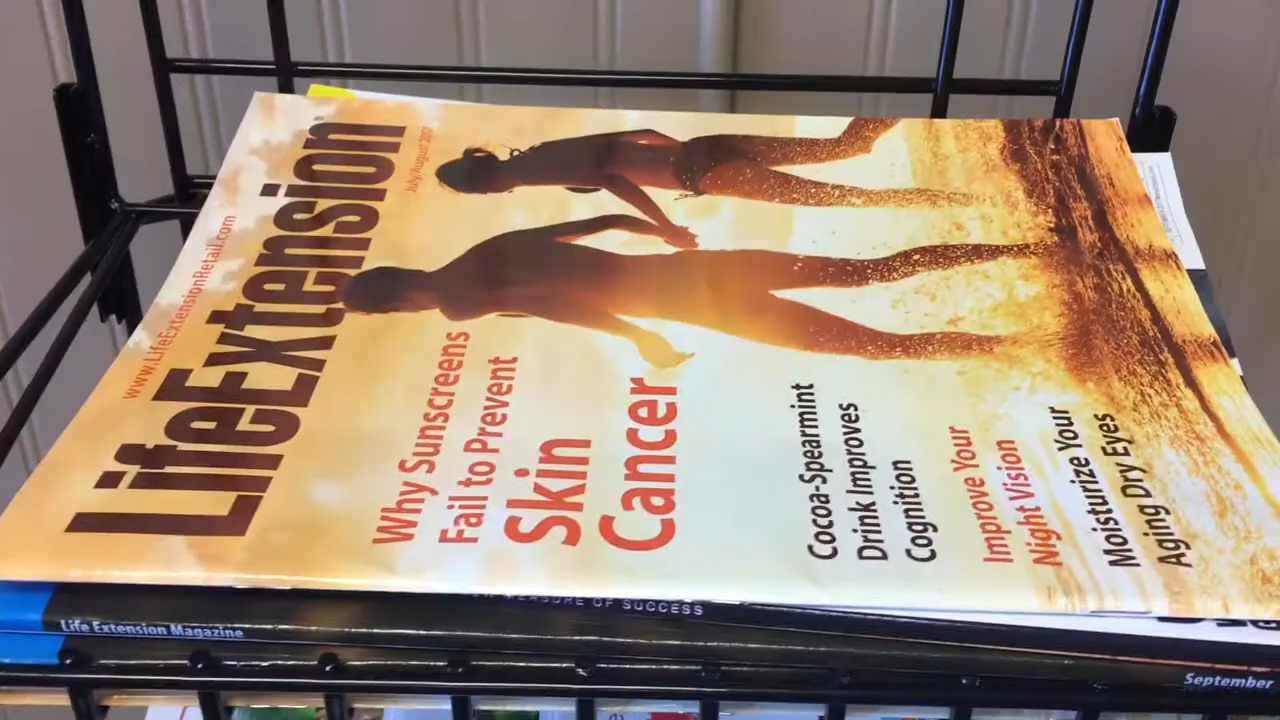 www.LifeExtensionRetail.com
LifeExtension
July/August 2017
Why Sunscreens
Fail to Prevent
Skin
Cancer
Cocoa-Spearmint
Drink Improves
Cognition
Improve Your
Night Vision
Moisturize Your
Aging Dry Eyes
MEASURE OF SUCCESS
Life Extension Magazine
September